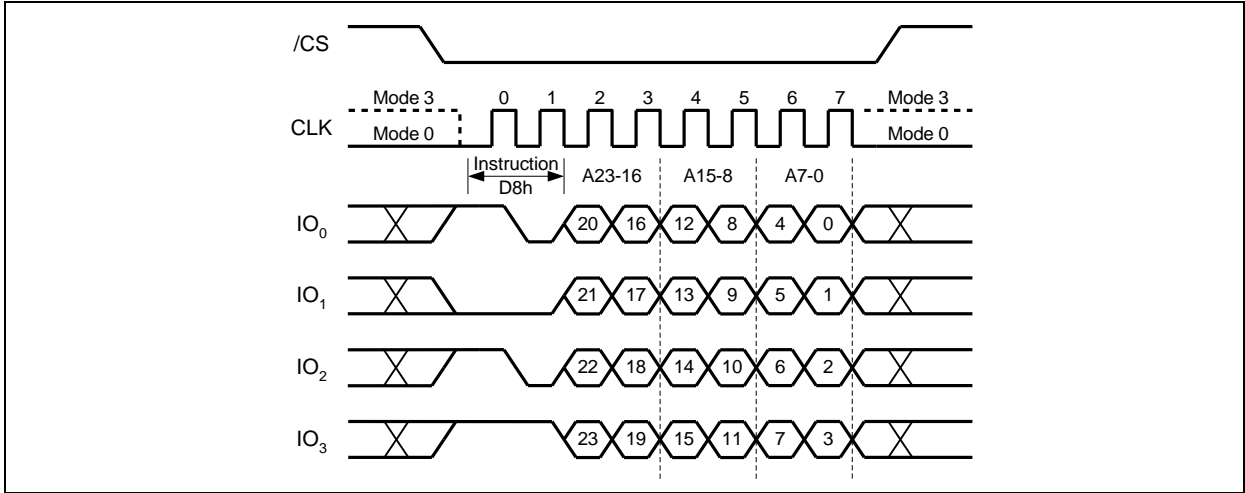 /CS
Mode 3 0 1 2 3 4 5 6 7 Mode 3
CLK
Mode 0 Mode 0
Instruction
D8h
A23-16 A15-8 A7-0
IO0 20 16 12 8 4 0
IO1 21 17 13 9 5 1
IO2 22 18 14 10 6 2
IO3 23 19 15 11 7 3